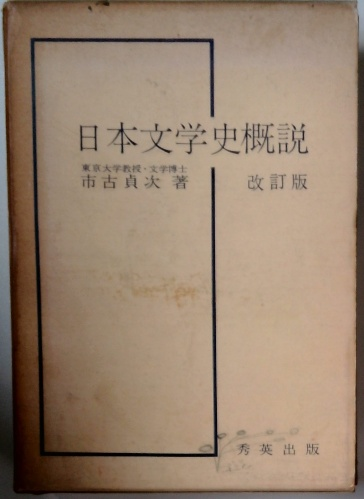 日本文学史概説
東京大学教授・文学博士
市古貞次 著
改訂版
秀英出版